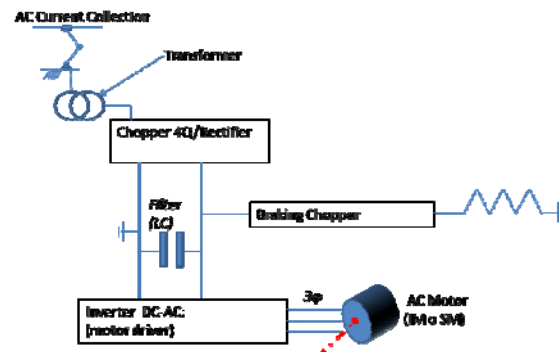 AC Current Collection
Transformer
Chopper 4Q/Rectifier
Filter
(LC)
Braking Chopper
3φ
Inverter DC-AC:
(motor driver)
AC Motor
(IM o SM)